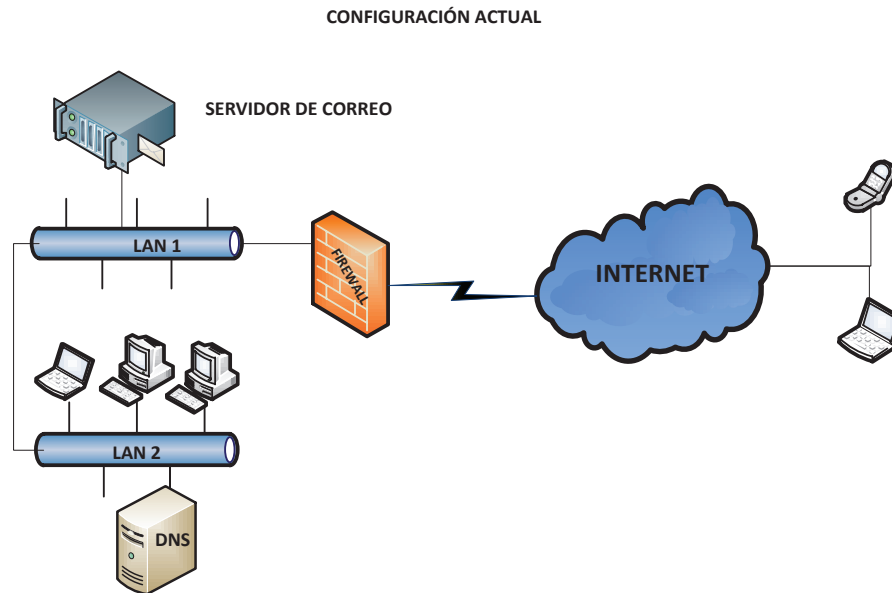 CONFIGURACIÓN ACTUAL
SERVIDOR DE CORREO
LAN 1
FIREWALL
INTERNET
LAN 2
DNS